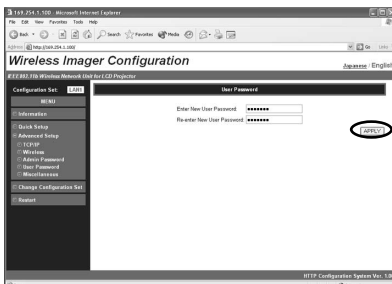 169.254.1.100 - Microsoft Internet Explorer
File Edit View Favorites Tools Help
Back Search Favorites Media
Address http://169.254.1.100/ Go Links
Wireless Imager Configuration
Japanese / English
IEEE802.11b Wireless Network Unit for LCD Projector
Configuration Set: LAN1
User Password
MENU
Information
Enter New User Password: •••••••
Re-enter New User Password: •••••••
Quick Setup
APPLY
Advanced Setup
TCP/IP
Wireless
Admin Password
User Password
Miscellaneous
Change Configuration Set
Restart
HTTP Configuration System Ver. 1.0